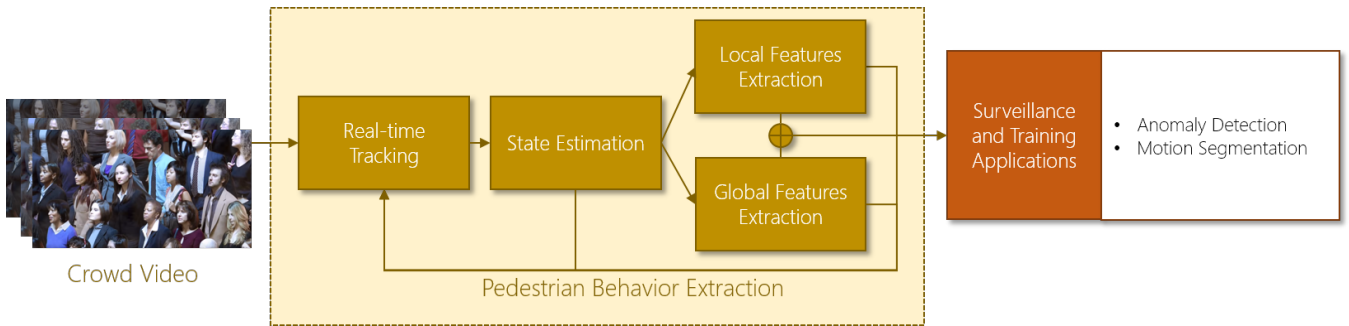 Crowd Video
Real-time
Tracking
State Estimation
Local Features
Extraction
Global Features
Extraction
Pedestrian Behavior Extraction
Surveillance
and Training
Applications
• Anomaly Detection
• Motion Segmentation